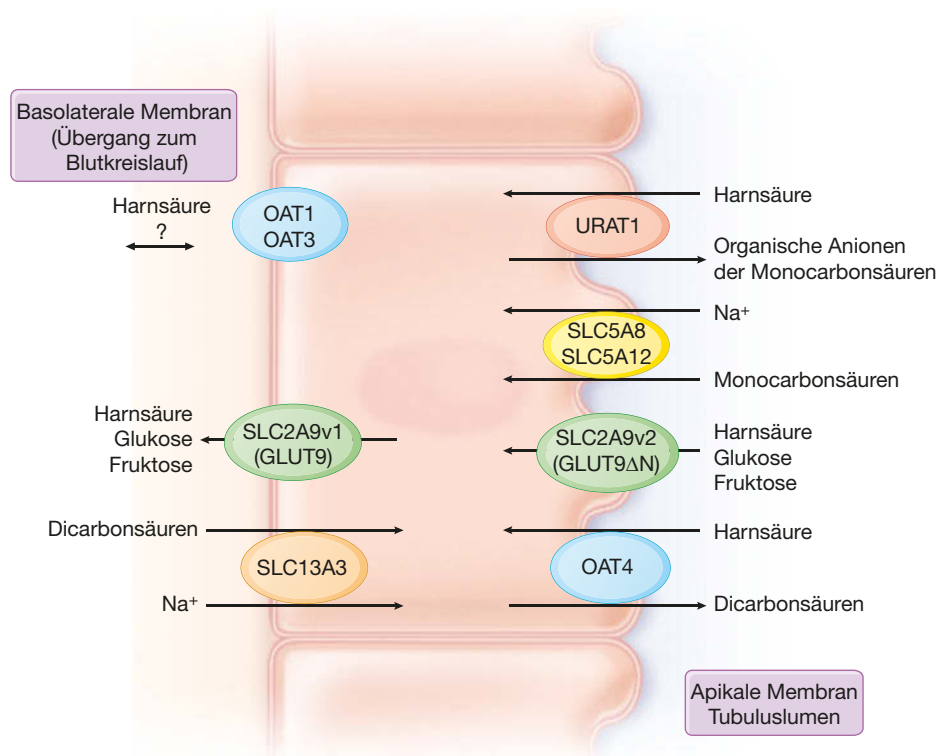 Basolaterale Membran
(Übergang zum
Blutkreislauf)
Harnsäure
?
OAT1
OAT3
Harnsäure
URAT1
Organische Anionen
der Monocarbonsäuren
Na⁺
SLC5A8
SLC5A12
Monocarbonsäuren
Harnsäure
Glukose
Fruktose
SLC2A9v1
(GLUT9)
SLC2A9v2
(GLUT9ΔN)
Harnsäure
Glukose
Fruktose
Dicarbonsäuren
SLC13A3
Na⁺
Harnsäure
OAT4
Dicarbonsäuren
Apikale Membran
Tubuluslumen